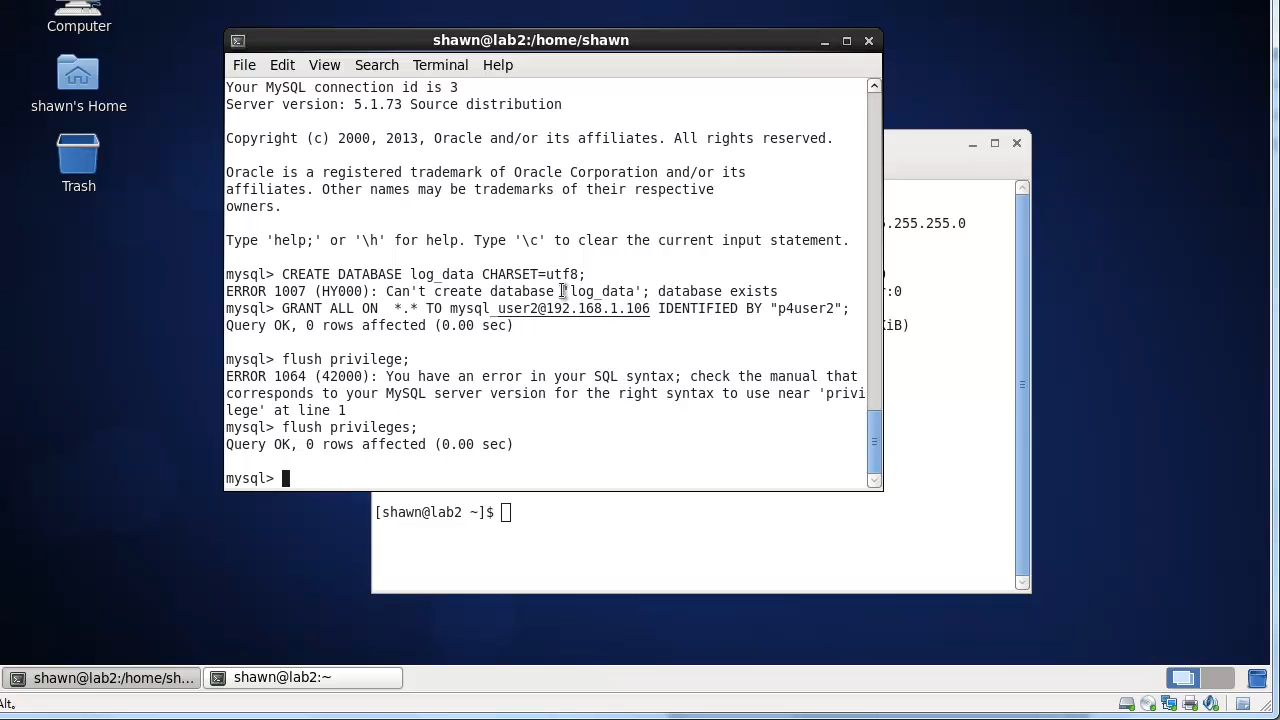 Computer
shawn's Home
Trash
shawn@lab2:/home/shawn
File Edit View Search Terminal Help
Your MySQL connection id is 3
Server version: 5.1.73 Source distribution
Copyright (c) 2000, 2013, Oracle and/or its affiliates. All rights reserved.
Oracle is a registered trademark of Oracle Corporation and/or its
affiliates. Other names may be trademarks of their respective
owners.
Type 'help;' or '\h' for help. Type '\c' to clear the current input statement.
mysql> CREATE DATABASE log_data CHARSET=utf8;
ERROR 1007 (HY000): Can't create database 'log_data'; database exists
mysql> GRANT ALL ON  *.* TO mysql_user2@192.168.1.106 IDENTIFIED BY "p4user2";
Query OK, 0 rows affected (0.00 sec)
mysql> flush privilege;
ERROR 1064 (42000): You have an error in your SQL syntax; check the manual that
corresponds to your MySQL server version for the right syntax to use near 'privi
lege' at line 1
mysql> flush privileges;
Query OK, 0 rows affected (0.00 sec)
mysql>
.255.255.0
r:0
KiB)
[shawn@lab2 ~]$
shawn@lab2:/home/sh...
shawn@lab2:~
Alt.